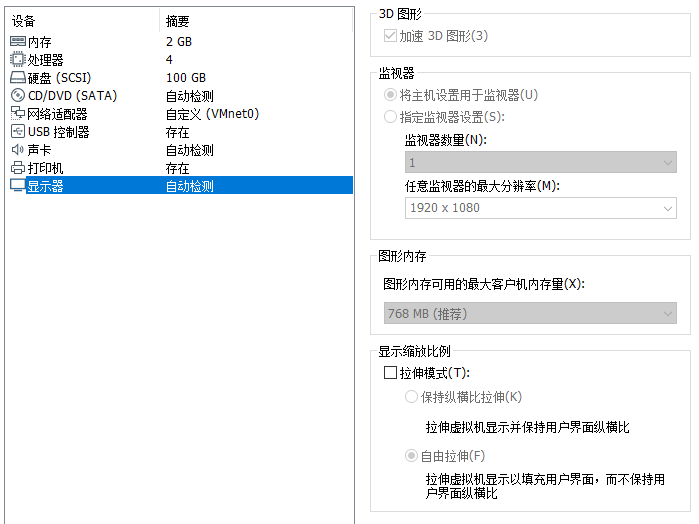 设备 摘要
内存 2 GB
处理器 4
硬盘 (SCSI) 100 GB
CD/DVD (SATA) 自动检测
网络适配器 自定义 (VMnet0)
USB 控制器 存在
声卡 自动检测
打印机 存在
显示器 自动检测
3D 图形
加速 3D 图形(3)
监视器
将主机设置用于监视器(U)
指定监视器设置(S):
监视器数量(N):
1
任意监视器的最大分辨率(M):
1920 x 1080
图形内存
图形内存可用的最大客户机内存量(X):
768 MB (推荐)
显示缩放比例
拉伸模式(T):
保持纵横比拉伸(K)
拉伸虚拟机显示并保持用户界面纵横比
自由拉伸(F)
拉伸虚拟机显示以填充用户界面，而不保持用
户界面纵横比